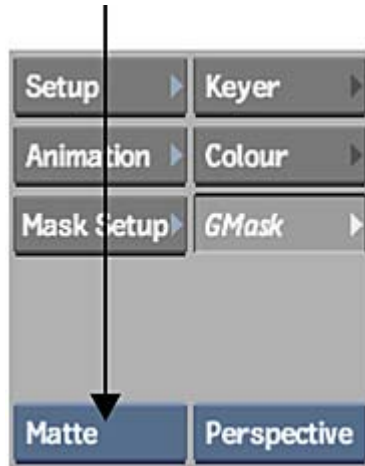 Setup Keyer
Animation Colour
Mask Setup GMask
Matte Perspective